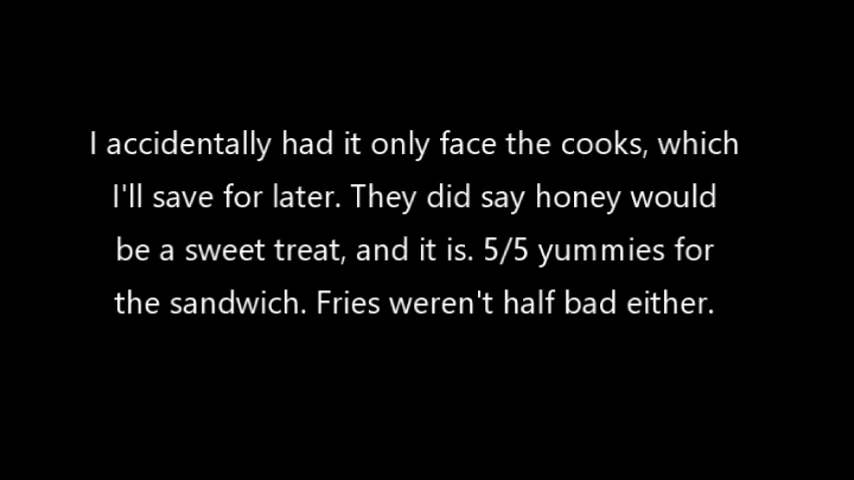 I accidentally had it only face the cooks, which
I'll save for later. They did say honey would
be a sweet treat, and it is. 5/5 yummies for
the sandwich. Fries weren't half bad either.